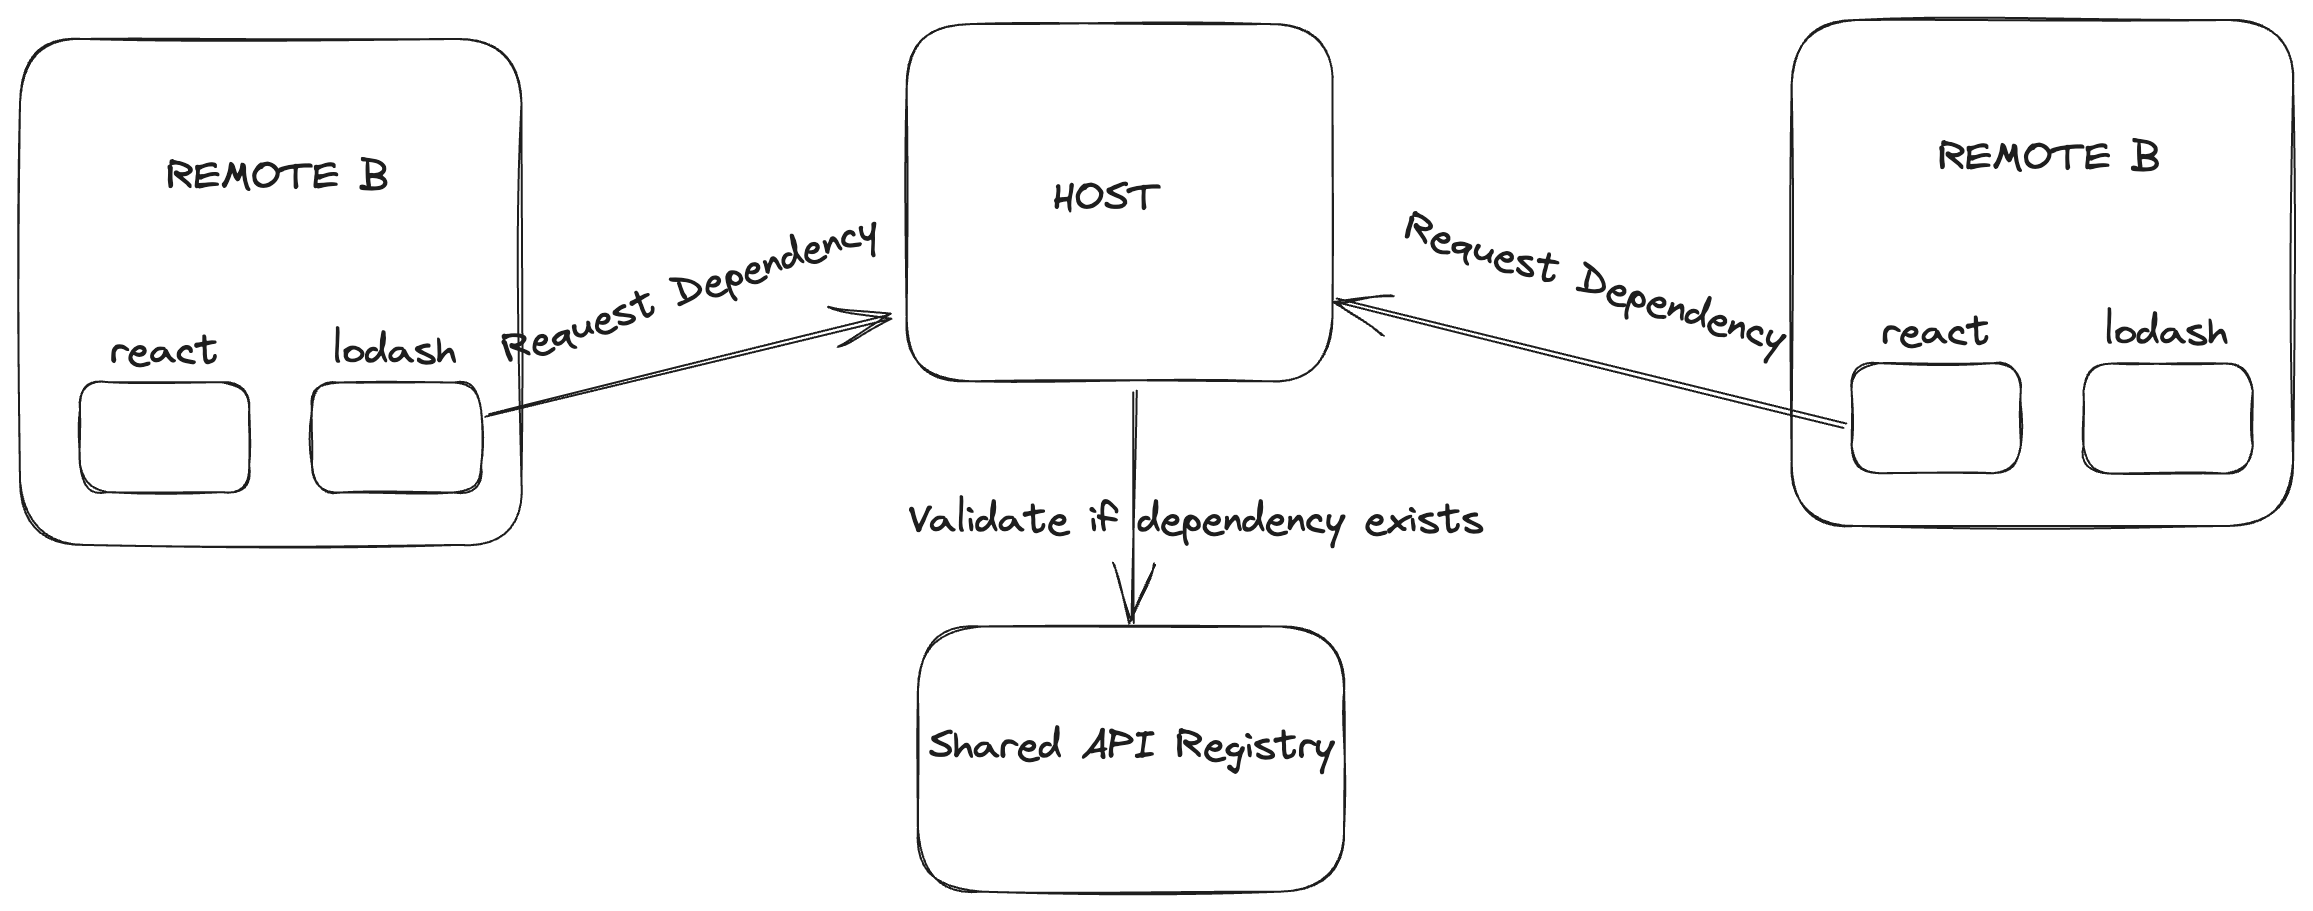 REMOTE B
react
lodash
Request Dependency
HOST
Request Dependency
REMOTE B
react
lodash
Validate if dependency exists
Shared API Registry